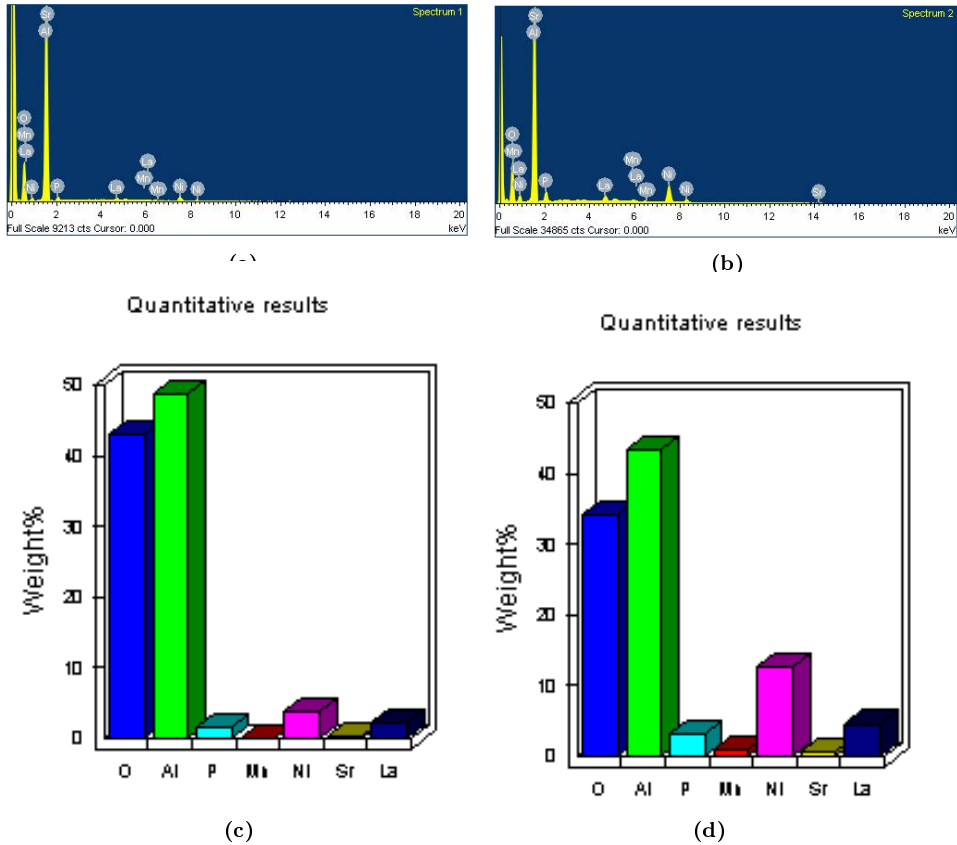 Spectrum 1
Sr
Al
O
Mn
La
Ni
P
La
La
Mn
Mn
Ni
Ni
0 2 4 6 8 10 12 14 16 18 20
Full Scale 9213 cts Cursor: 0.000 keV
Spectrum 2
Sr
Al
O
Mn
La
La
Ni
P
La
Mn
La
Mn
Ni
Ni
Sr
0 2 4 6 8 10 12 14 16 18 20
Full Scale 34865 cts Cursor: 0.000 keV
(b)
Quantitative results
Weight%
50
40
30
20
10
0
O Al P Mn Ni Sr La
(c)
Quantitative results
Weight%
50
40
30
20
10
0
O Al P Mn Ni Sr La
(d)